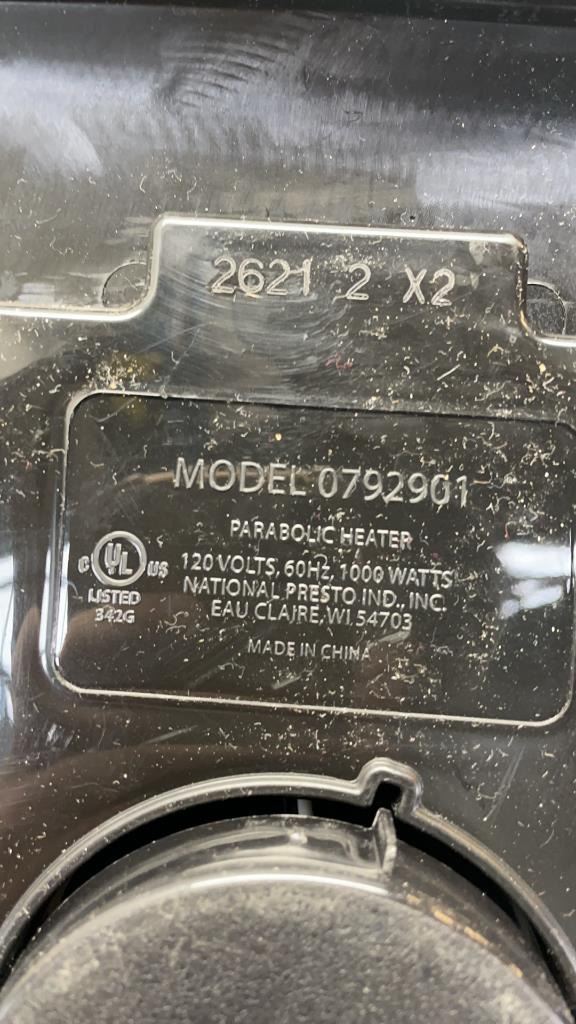 2621 2 X2
MODEL 0792901
PARABOLIC HEATER
C UL US
LISTED
342G
120 VOLTS, 60Hz, 1000 WATTS
NATIONAL PRESTO IND., INC.
EAU CLAIRE, WI 54703
MADE IN CHINA